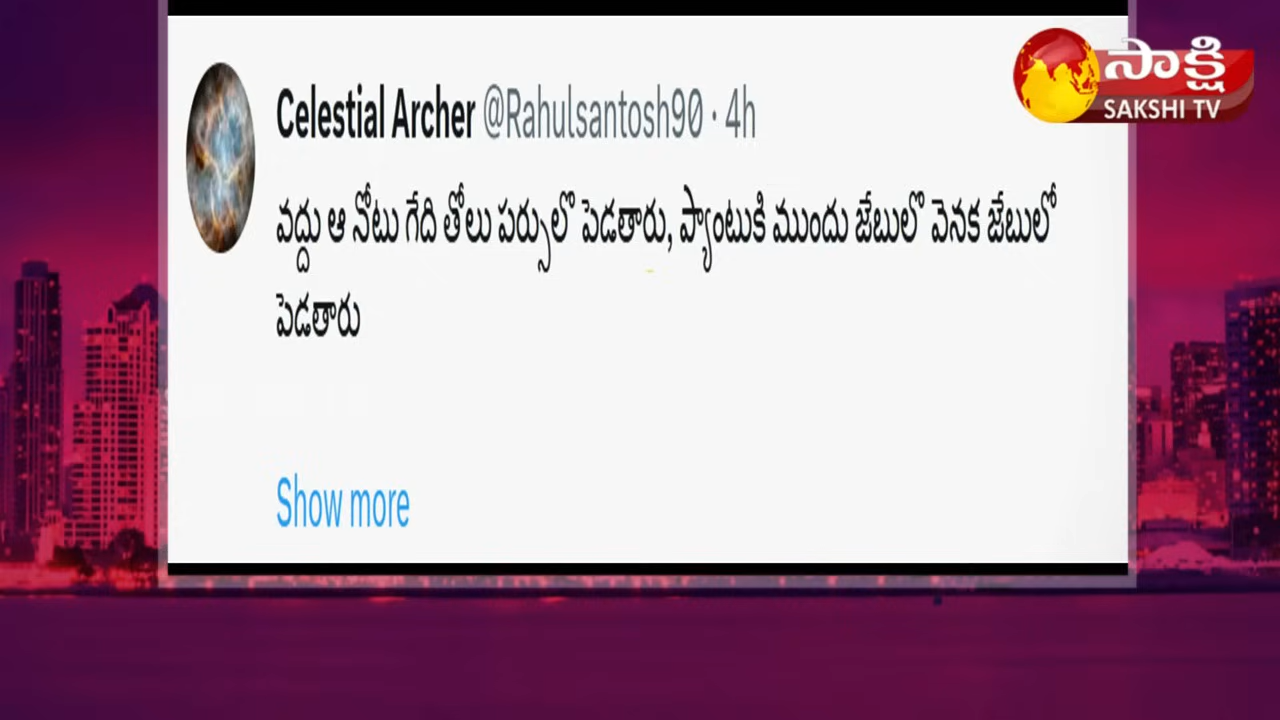 సాక్షి
SAKSHI TV
Celestial Archer @Rahulsantosh90 · 4h
వద్దు ఆ నోటు గేది తోలు పర్సులొ పెడతారు, ప్యాంటుకి ముందు జేబులొ వెనక జేబులో
పెడతారు
Show more